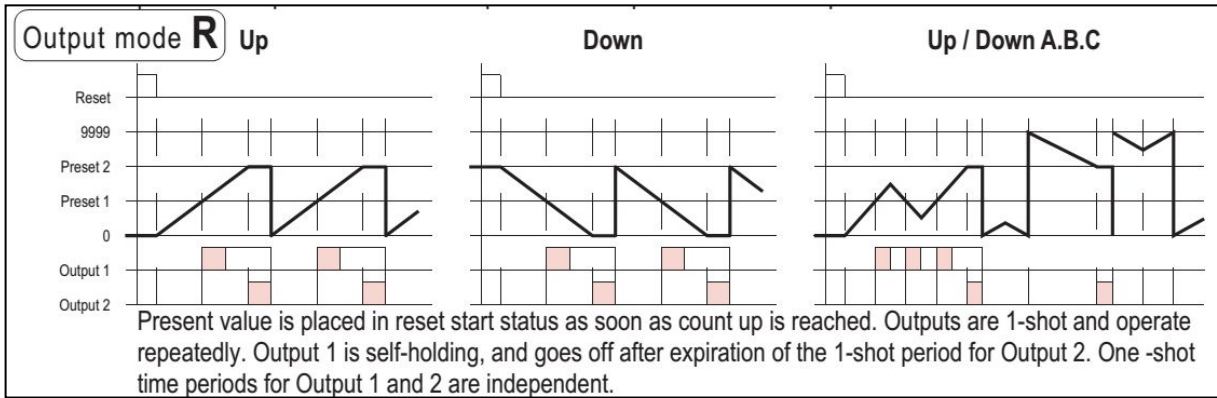 Output mode R Up Down Up / Down A.B.C
Reset
9999
Preset 2
Preset 1
0
Output 1
Output 2
Present value is placed in reset start status as soon as count up is reached. Outputs are 1-shot and operate
repeatedly. Output 1 is self-holding, and goes off after expiration of the 1-shot period for Output 2. One -shot
time periods for Output 1 and 2 are independent.